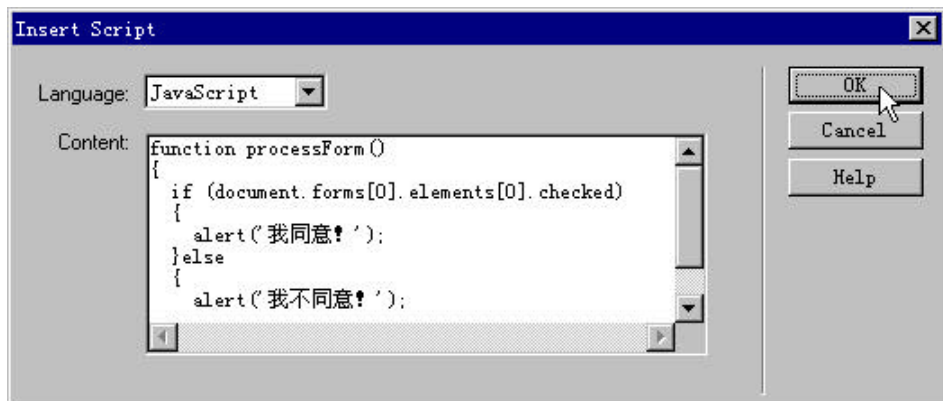 Insert Script
Language: JavaScript
Content:
function processForm()
{
  if (document.forms[0].elements[0].checked)
  {
    alert('我同意!');
  }else
  {
    alert('我不同意!');
OK
Cancel
Help